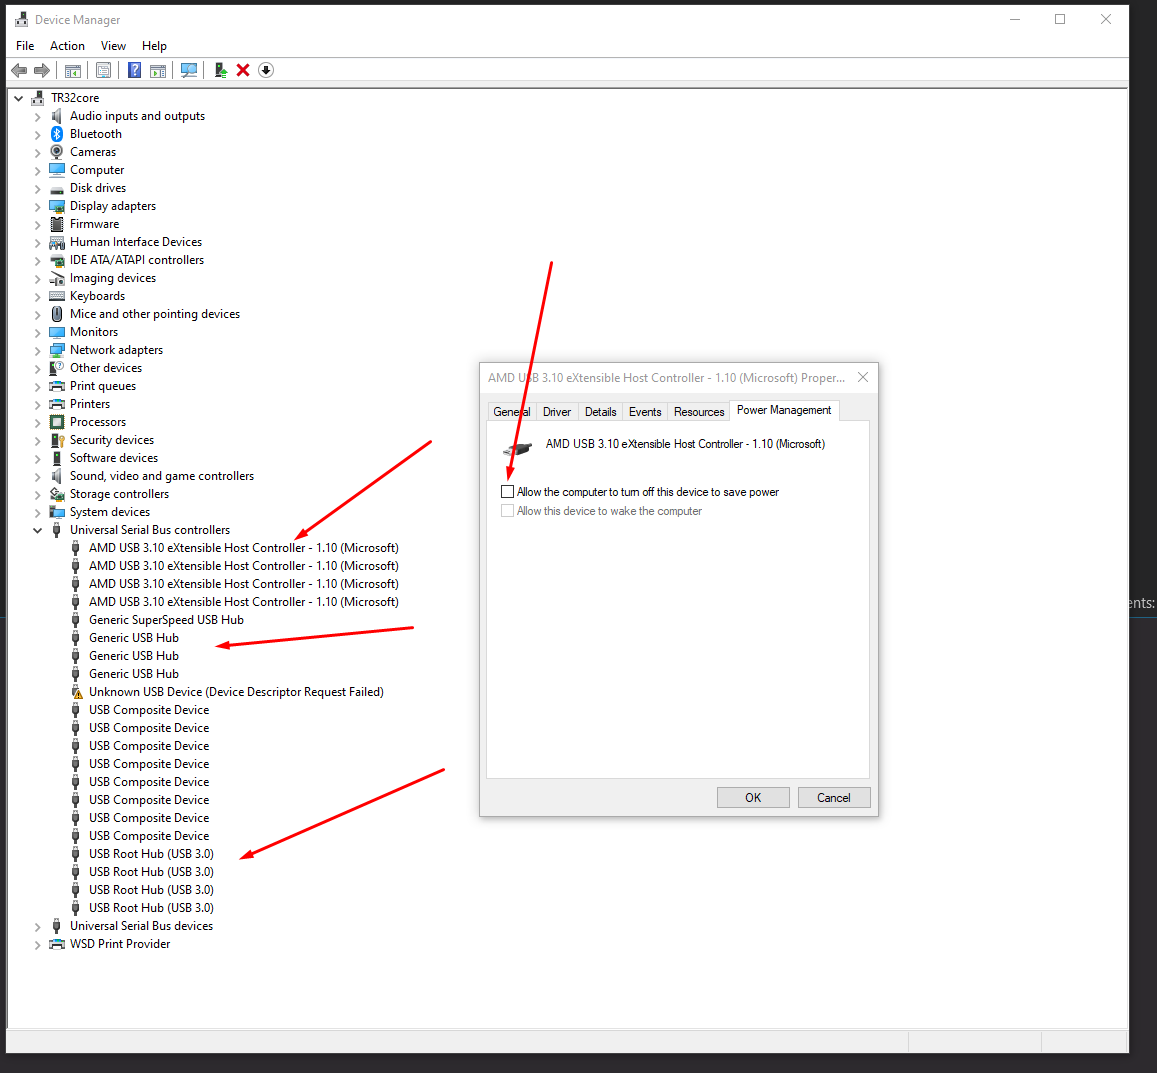 Device Manager
File Action View Help
TR32core
Audio inputs and outputs
Bluetooth
Cameras
Computer
Disk drives
Display adapters
Firmware
Human Interface Devices
IDE ATA/ATAPI controllers
Imaging devices
Keyboards
Mice and other pointing devices
Monitors
Network adapters
Other devices
Print queues
Printers
Processors
Security devices
Software devices
Sound, video and game controllers
Storage controllers
System devices
Universal Serial Bus controllers
AMD USB 3.10 eXtensible Host Controller - 1.10 (Microsoft)
AMD USB 3.10 eXtensible Host Controller - 1.10 (Microsoft)
AMD USB 3.10 eXtensible Host Controller - 1.10 (Microsoft)
AMD USB 3.10 eXtensible Host Controller - 1.10 (Microsoft)
Generic SuperSpeed USB Hub
Generic USB Hub
Generic USB Hub
Generic USB Hub
Unknown USB Device (Device Descriptor Request Failed)
USB Composite Device
USB Composite Device
USB Composite Device
USB Composite Device
USB Composite Device
USB Composite Device
USB Composite Device
USB Composite Device
USB Root Hub (USB 3.0)
USB Root Hub (USB 3.0)
USB Root Hub (USB 3.0)
USB Root Hub (USB 3.0)
Universal Serial Bus devices
WSD Print Provider
AMD USB 3.10 eXtensible Host Controller - 1.10 (Microsoft) Proper...
General Driver Details Events Resources Power Management
AMD USB 3.10 eXtensible Host Controller - 1.10 (Microsoft)
Allow the computer to turn off this device to save power
Allow this device to wake the computer
OK Cancel
ents: